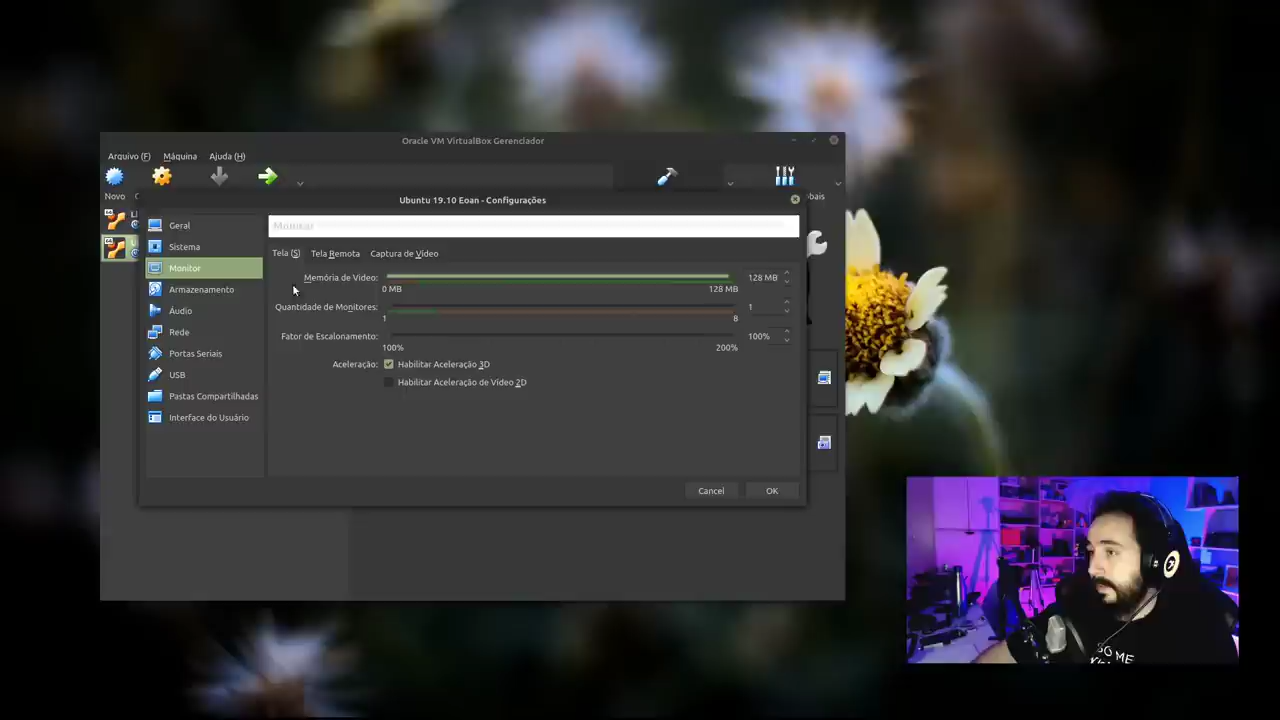 Oracle VM VirtualBox Gerenciador
Arquivo (F) Máquina Ajuda (H)
Novo
Ubuntu 19.10 Eoan - Configurações
Geral
Sistema
Monitor
Armazenamento
Áudio
Rede
Portas Seriais
USB
Pastas Compartilhadas
Interface do Usuário
Monitor
Tela (S) Tela Remota Captura de Vídeo
Memória de Vídeo: 128 MB
0 MB 128 MB
Quantidade de Monitores: 1
1 8
Fator de Escalonamento: 100%
100% 200%
Aceleração: Habilitar Aceleração 3D
Habilitar Aceleração de Vídeo 2D
Cancel OK